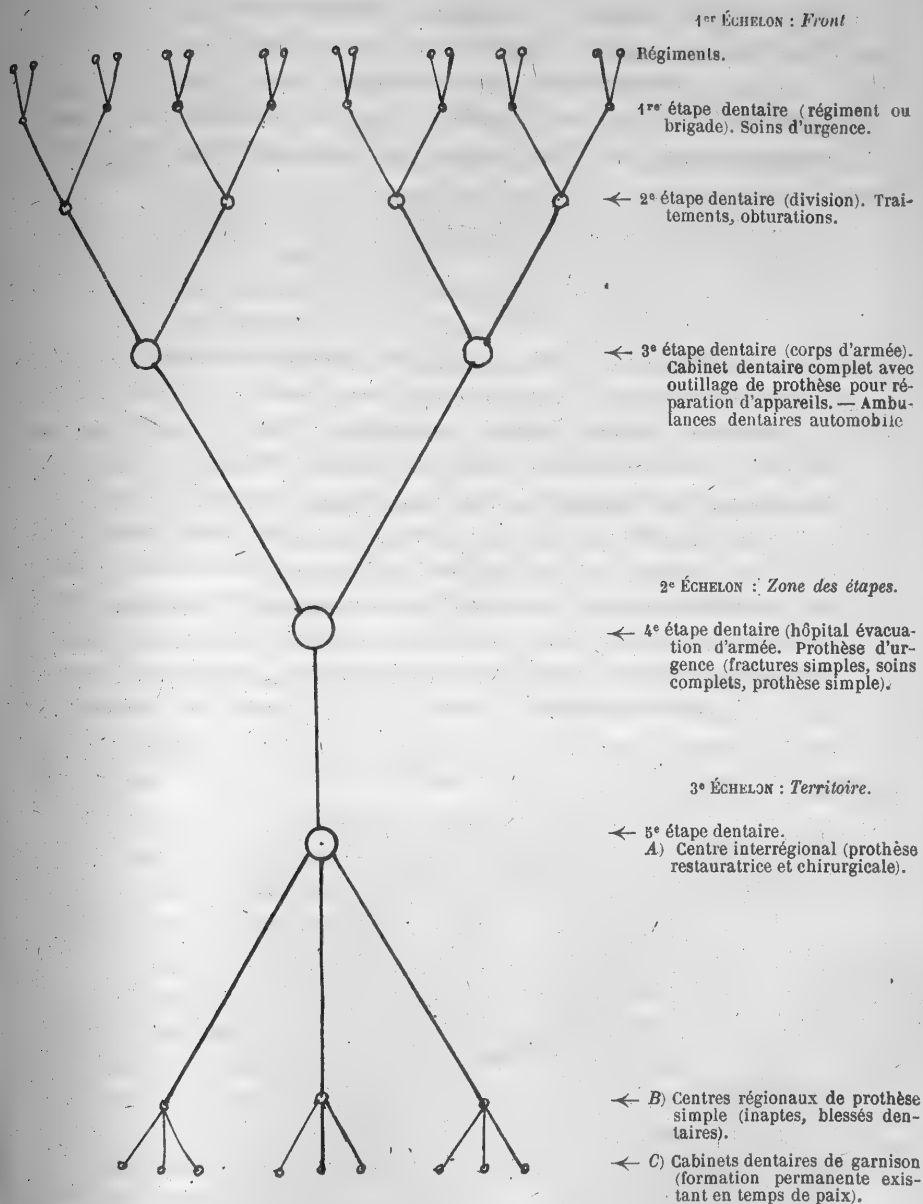 1er ÉCHELON : Front
Régiments.
1re étape dentaire (régiment ou
brigade). Soins d'urgence.
← 2e étape dentaire (division). Trai-
tements, obturations.
← 3e étape dentaire (corps d'armée).
Cabinet dentaire complet avec
outillage de prothèse pour ré-
paration d'appareils. — Ambu-
lances dentaires automobile
2e ÉCHELON : Zone des étapes.
← 4e étape dentaire (hôpital évacua-
tion d'armée. Prothèse d'ur-
gence (fractures simples, soins
complets, prothèse simple).
3e ÉCHELON : Territoire.
← 5e étape dentaire.
A) Centre interrégional (prothèse
restauratrice et chirurgicale).
← B) Centres régionaux de prothèse
simple (inaptes, blessés den-
taires).
← C) Cabinets dentaires de garnison
(formation permanente exis-
tant en temps de paix).